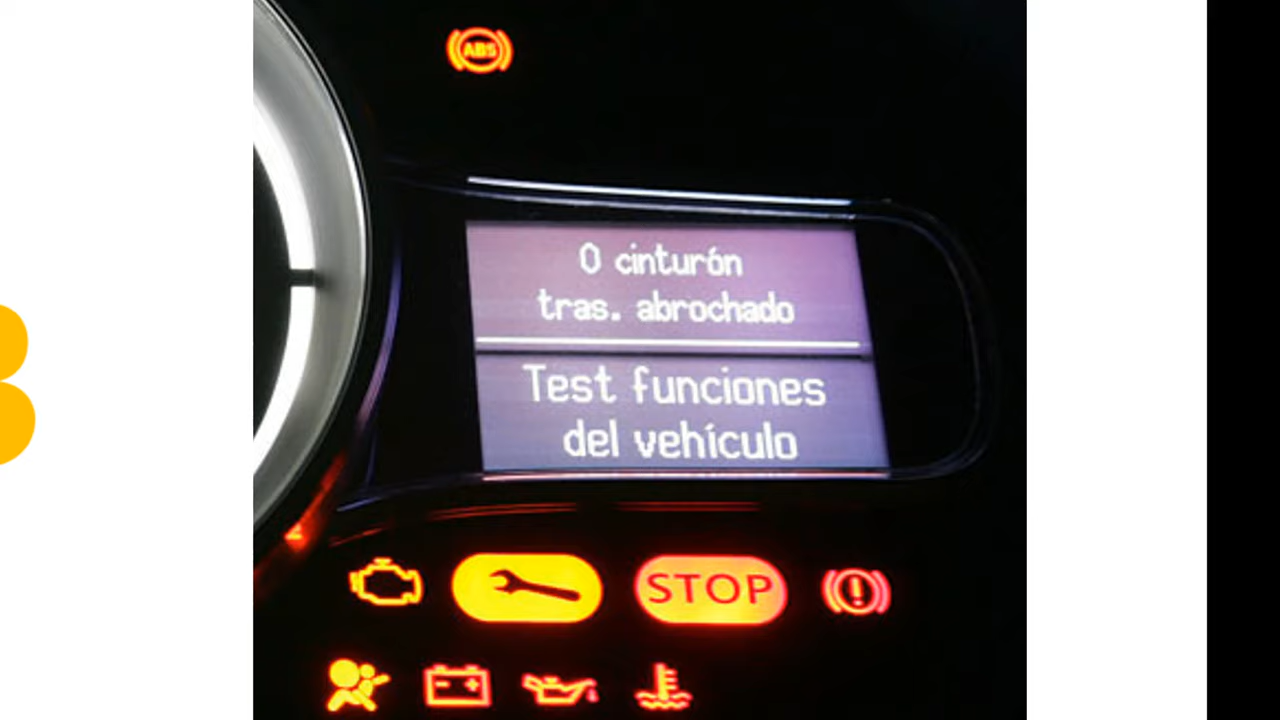 ABS
0 cinturón
tras. abrochado
Test funciones
del vehículo
STOP